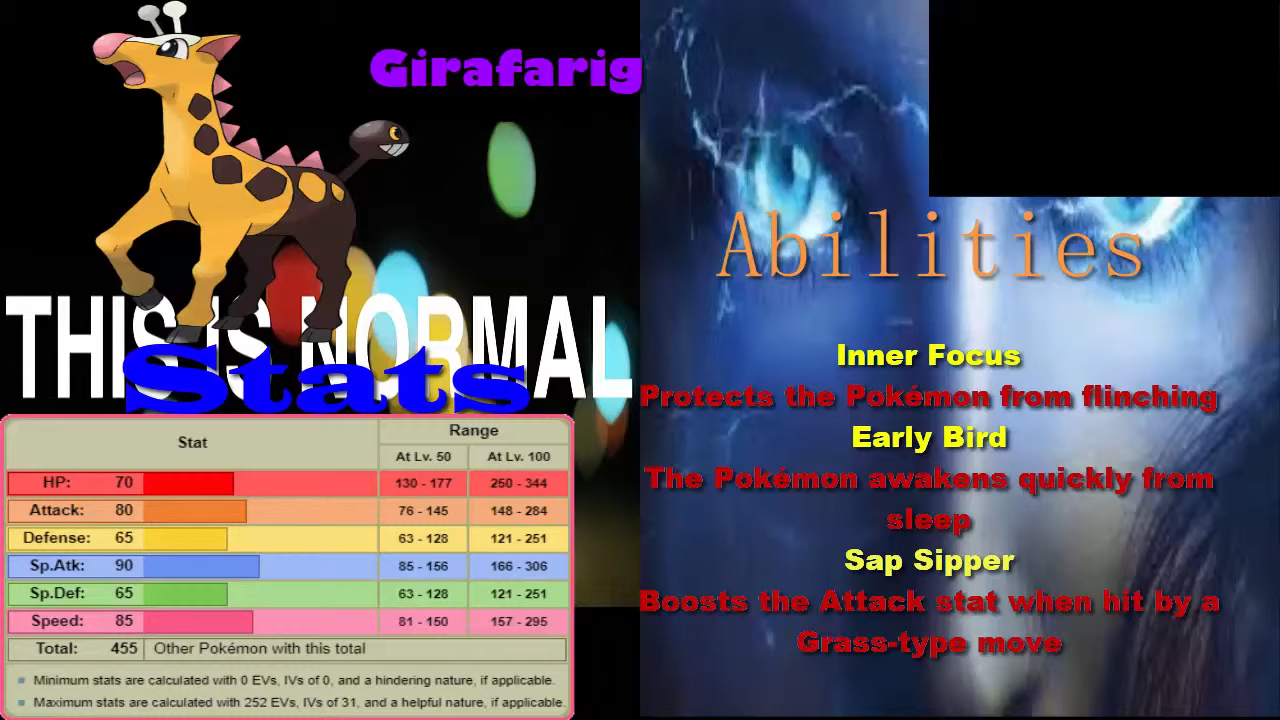 Girafarig
THIS IS NORMAL
Stats
Stat Range
At Lv. 50 At Lv. 100
HP: 70 130 - 177 250 - 344
Attack: 80 76 - 145 148 - 284
Defense: 65 63 - 128 121 - 251
Sp.Atk: 90 85 - 156 166 - 306
Sp.Def: 65 63 - 128 121 - 251
Speed: 85 81 - 150 157 - 295
Total: 455 Other Pokémon with this total
Minimum stats are calculated with 0 EVs, IVs of 0, and a hindering nature, if applicable.
Maximum stats are calculated with 252 EVs, IVs of 31, and a helpful nature, if applicable.
Abilities
Inner Focus
Protects the Pokémon from flinching
Early Bird
The Pokémon awakens quickly from
sleep
Sap Sipper
Boosts the Attack stat when hit by a
Grass-type move